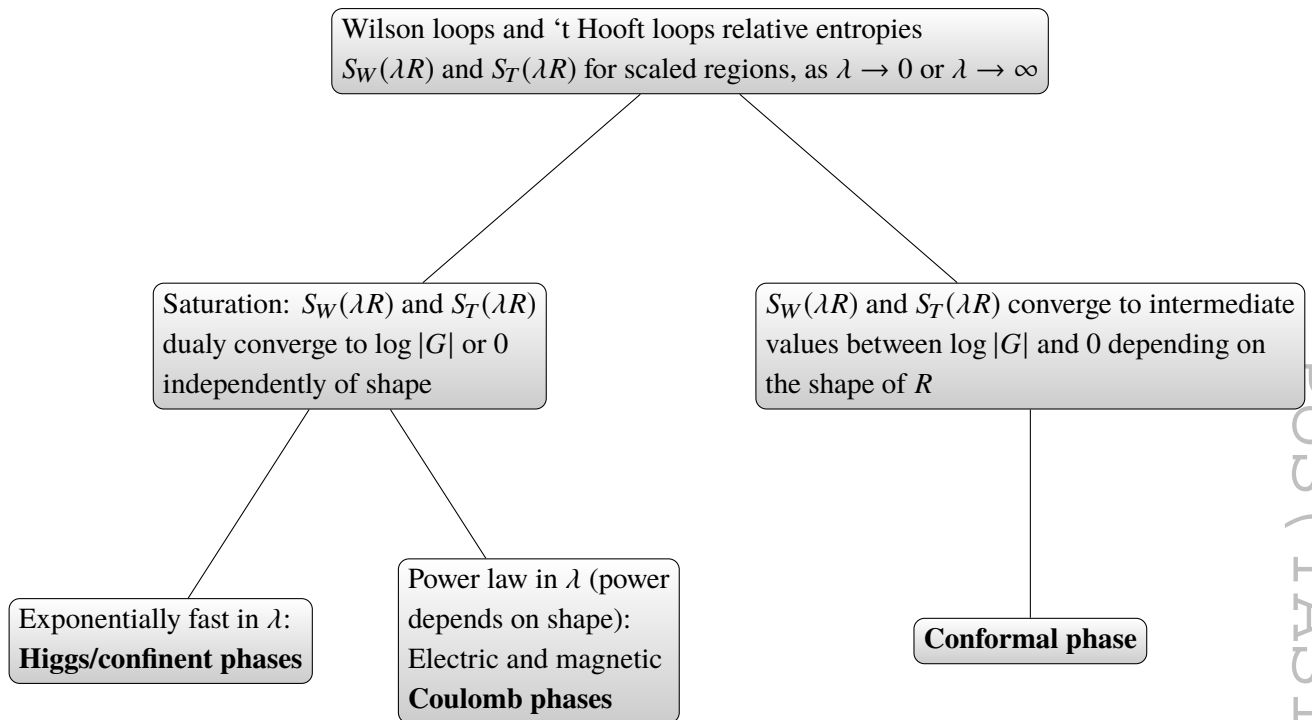 Wilson loops and ‘t Hooft loops relative entropies
S_W(λR) and S_T(λR) for scaled regions, as λ → 0 or λ → ∞
Saturation: S_W(λR) and S_T(λR)
dualy converge to log |G| or 0
independently of shape
S_W(λR) and S_T(λR) converge to intermediate
values between log |G| and 0 depending on
the shape of R
Exponentially fast in λ:
Higgs/confinent phases
Power law in λ (power
depends on shape):
Electric and magnetic
Coulomb phases
Conformal phase